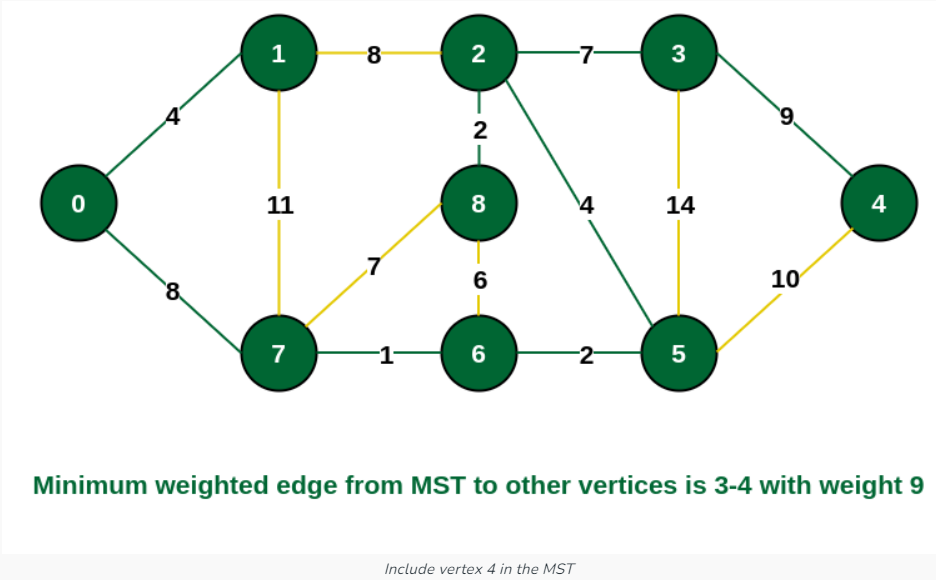 1 8 2 7 3
4 2 9
0 11 8 4 14 4
7 6 10
8
7 1 6 2 5
Minimum weighted edge from MST to other vertices is 3-4 with weight 9
Include vertex 4 in the MST